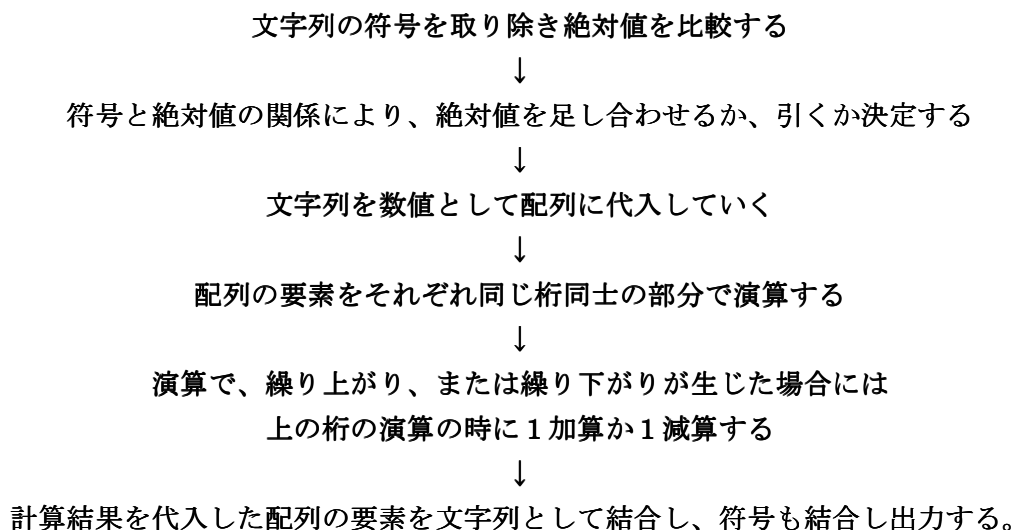 文字列の符号を取り除き絶対値を比較する
↓
符号と絶対値の関係により、絶対値を足し合わせるか、引くか決定する
↓
文字列を数値として配列に代入していく
↓
配列の要素をそれぞれ同じ桁同士の部分で演算する
↓
演算で、繰り上がり、または繰り下がりが生じた場合には
上の桁の演算の時に 1 加算か 1 減算する
↓
計算結果を代入した配列の要素を文字列として結合し、符号も結合し出力する。